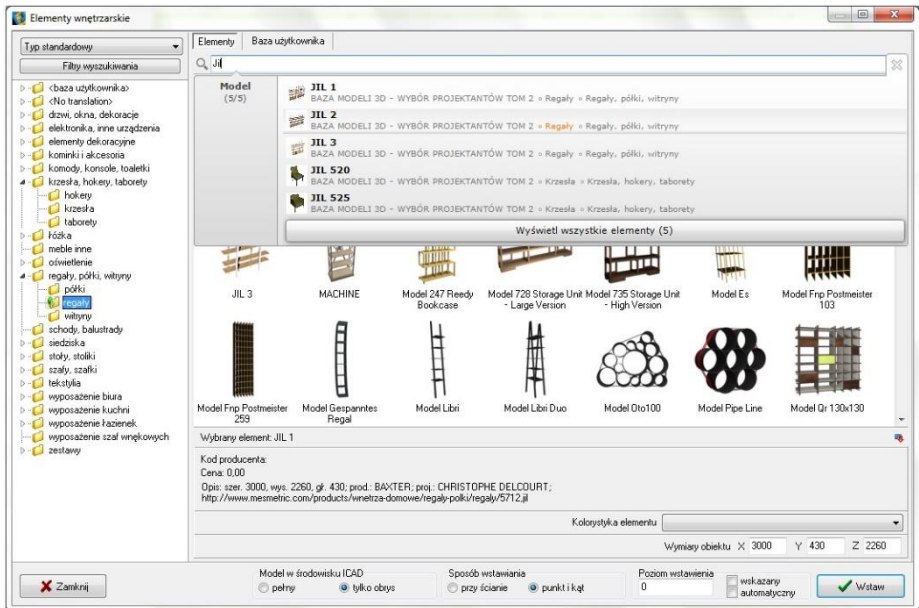 Elementy wnętrzarskie
Typ standardowy
Filtry wyszukiwania
<baza użytkownika>
<No translation>
drzwi, okna, dekoracje
elektronika, inne urządzenia
elementy dekoracyjne
kominki i akcesoria
komody, konsole, toaletki
krzesła, hokery, taborety
hokery
krzesła
taborety
łóżka
meble inne
oświetlenie
regały, półki, witryny
półki
regały
witryny
schody, balustrady
siedziska
stoły, stoliki
szafy, szafki
tekstylia
wyposażenie biura
wyposażenie kuchni
wyposażenie łazienek
wyposażenie szaf wnękowych
zestawy
Elementy Baza użytkownika
Jil
Model
(5/5)
JIL 1
BAZA MODELI 3D - WYBÓR PROJEKTANTÓW TOM 2 » Regały » Regały, półki, witryny
JIL 2
BAZA MODELI 3D - WYBÓR PROJEKTANTÓW TOM 2 » Regały » Regały, półki, witryny
JIL 3
BAZA MODELI 3D - WYBÓR PROJEKTANTÓW TOM 2 » Regały » Regały, półki, witryny
JIL 520
BAZA MODELI 3D - WYBÓR PROJEKTANTÓW TOM 2 » Krzesła » Krzesła, hokery, taborety
JIL 525
BAZA MODELI 3D - WYBÓR PROJEKTANTÓW TOM 2 » Krzesła » Krzesła, hokery, taborety
Wyświetl wszystkie elementy (5)
JIL 3
MACHINE
Model 247 Reedy
Bookcase
Model 728 Storage Unit
- Large Version
Model 735 Storage Unit
- High Version
Model Es
Model Fnp Postmeister
103
Model Fnp Postmeister
259
Model Gespanntes
Regal
Model Libri
Model Libri Duo
Model Oto100
Model Pipe Line
Model Qr 130x130
Wybrany element: JIL 1
Kod producenta:
Cena: 0,00
Opis: szer. 3000, wys. 2260, gł. 430; prod.: BAXTER; proj.: CHRISTOPHE DELCOURT;
http://www.mesmetric.com/products/wnetrza-domowe/regaly-polki/regaly/5712,jil
Kolorystyka elementu
Wymiary obiektu X 3000 Y 430 Z 2260
Zamknij
Model w środowisku ICAD
pełny tylko obrys
Sposób wstawiania
przy ścianie punkt i kąt
Poziom wstawienia
0
wskazany
automatyczny
Wstaw